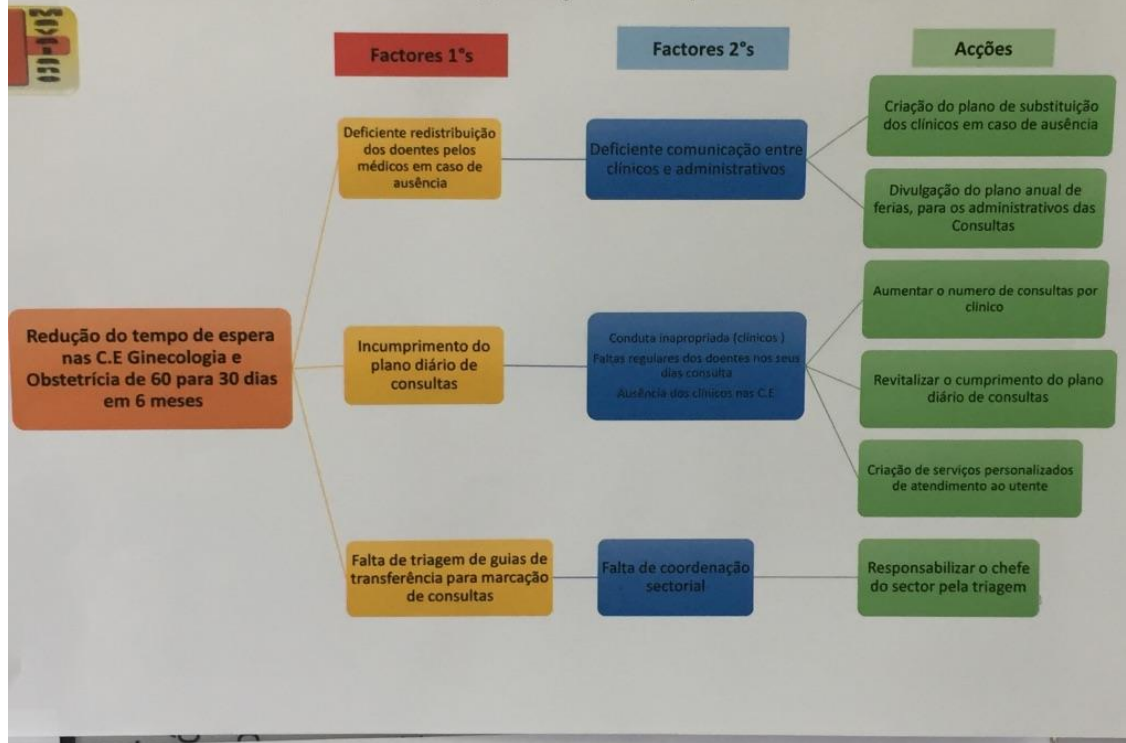 Factores 1°s
Factores 2°s
Acções
Deficiente redistribuição
dos doentes pelos
médicos em caso de
ausência
Deficiente comunicação entre
clínicos e administrativos
Criação do plano de substituição
dos clínicos em caso de ausência
Divulgação do plano anual de
ferias, para os administrativos das
Consultas
Redução do tempo de espera
nas C.E Ginecologia e
Obstetrícia de 60 para 30 dias
em 6 meses
Incumprimento do
plano diário de
consultas
Conduta inapropriada (clínicos )
Faltas regulares dos doentes nos seus
dias consulta
Ausência dos clínicos nas C.E
Aumentar o numero de consultas por
clínico
Revitalizar o cumprimento do plano
diário de consultas
Criação de serviços personalizados
de atendimento ao utente
Falta de triagem de guias de
transferência para marcação
de consultas
Falta de coordenação
sectorial
Responsabilizar o chefe
do sector pela triagem